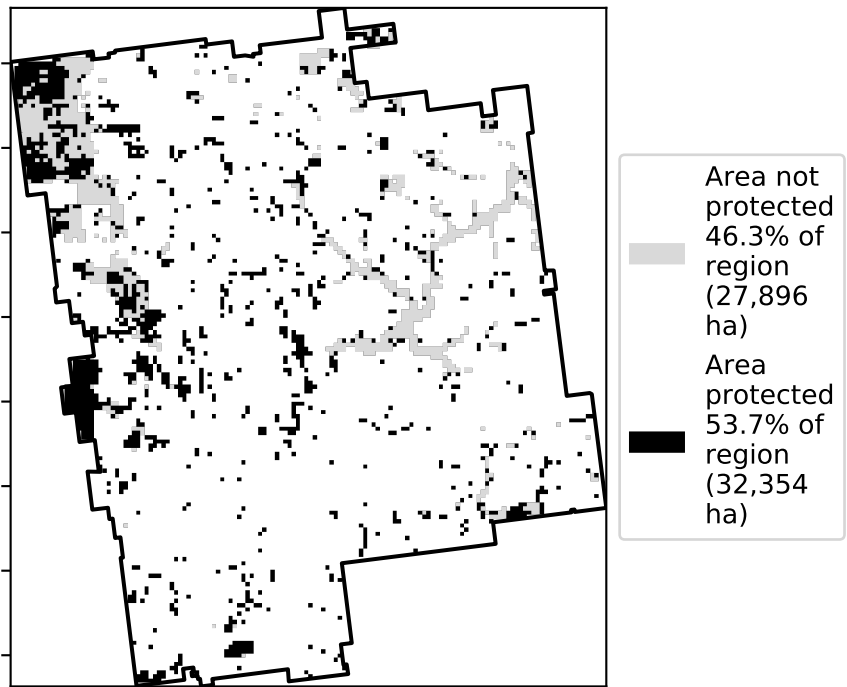 Area not
protected
46.3% of
region
(27,896
ha)
Area
protected
53.7% of
region
(32,354
ha)